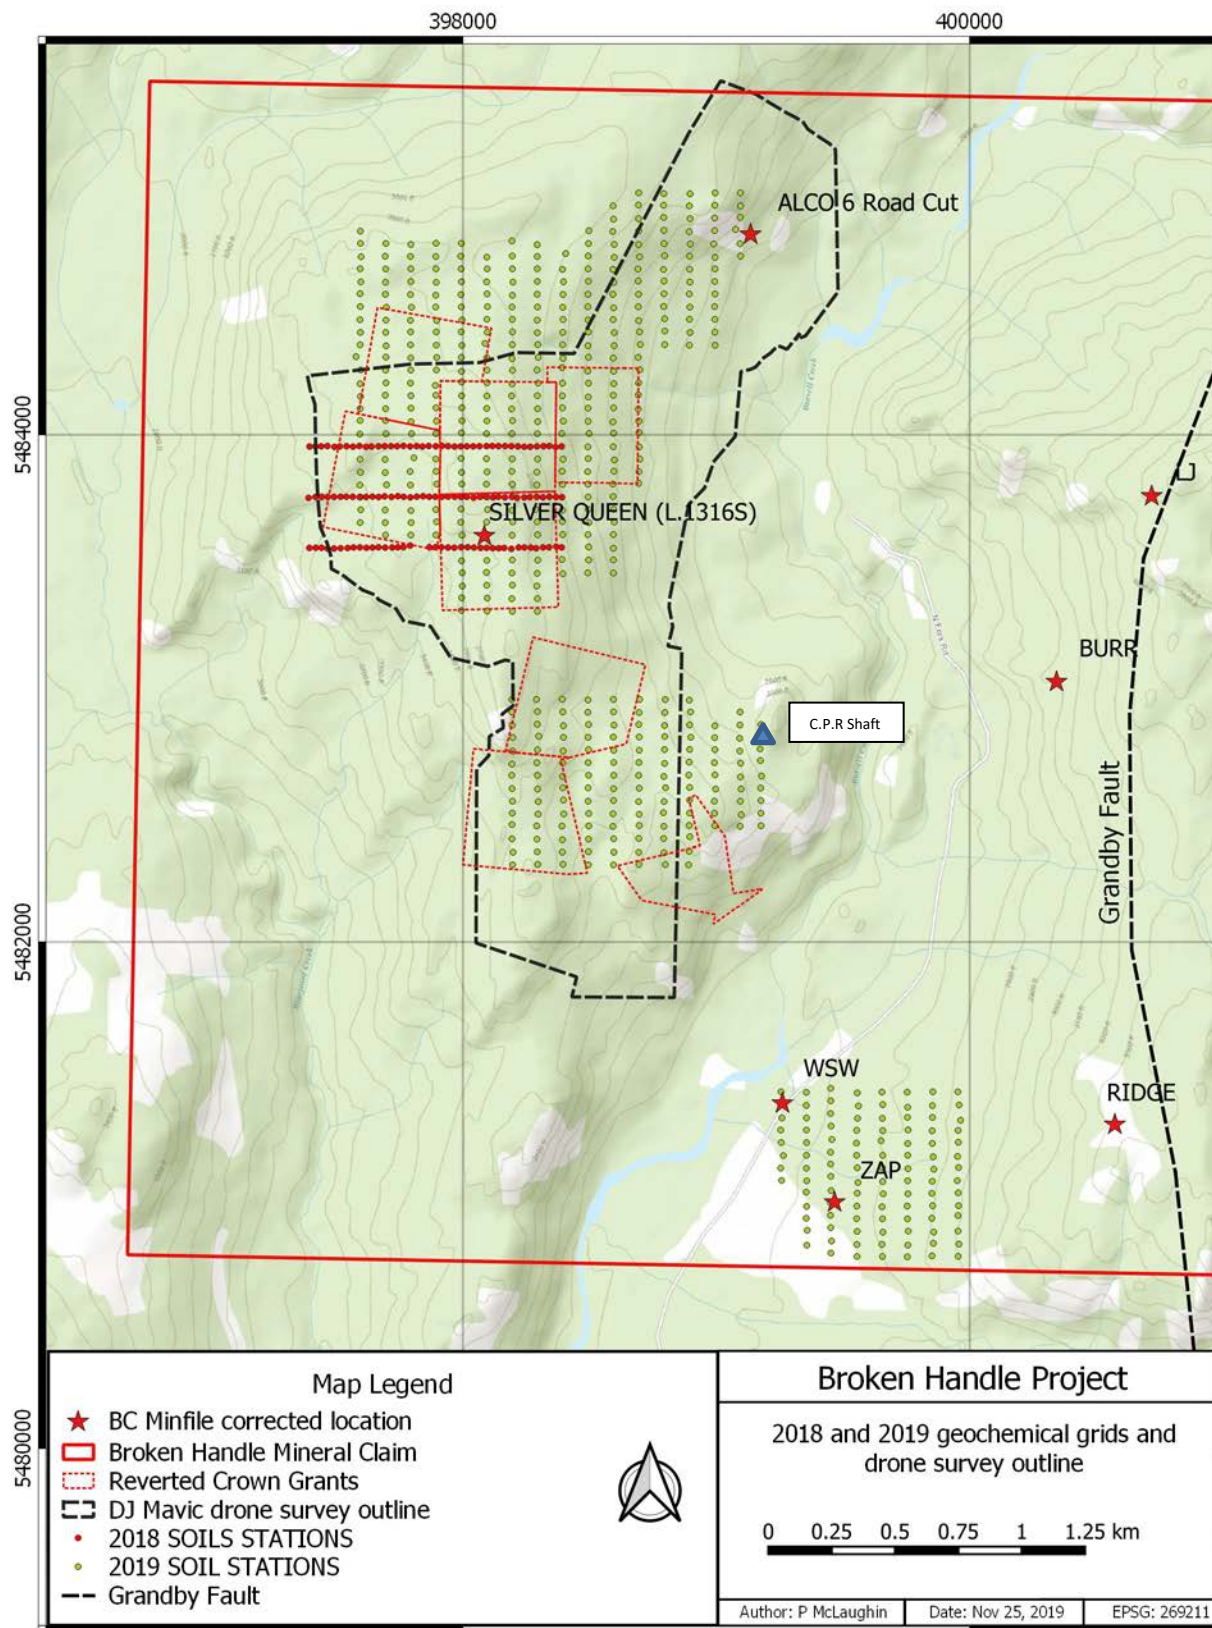 398000
400000
ALCO 6 Road Cut
5484000
SILVER QUEEN (L.1316S)
LJ
N Fork Rd
BURR
C.P.R Shaft
Grandby Fault
5482000
WSW
RIDGE
ZAP
5480000
Map Legend
BC Minfile corrected location
Broken Handle Mineral Claim
Reverted Crown Grants
DJ Mavic drone survey outline
2018 SOILS STATIONS
2019 SOIL STATIONS
Grandby Fault
Broken Handle Project
2018 and 2019 geochemical grids and
drone survey outline
0 0.25 0.5 0.75 1 1.25 km
Author: P McLaughin
Date: Nov 25, 2019
EPSG: 269211